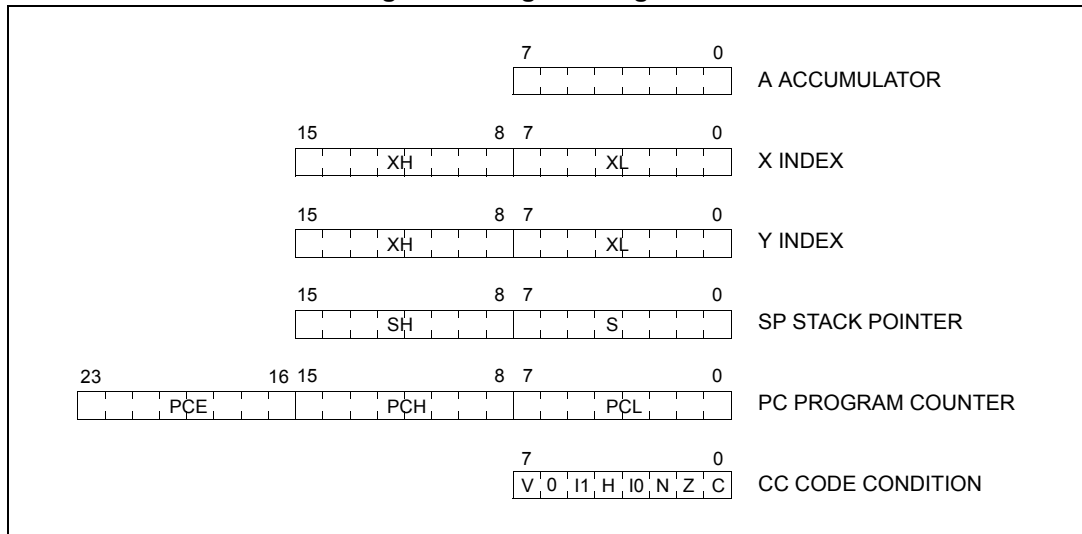 7 0
A ACCUMULATOR
15 8 7 0
XH XL X INDEX
15 8 7 0
XH XL Y INDEX
15 8 7 0
SH S SP STACK POINTER
23 16 15 8 7 0
PCE PCH PCL PC PROGRAM COUNTER
7 0
V 0 I1 H I0 N Z C CC CODE CONDITION